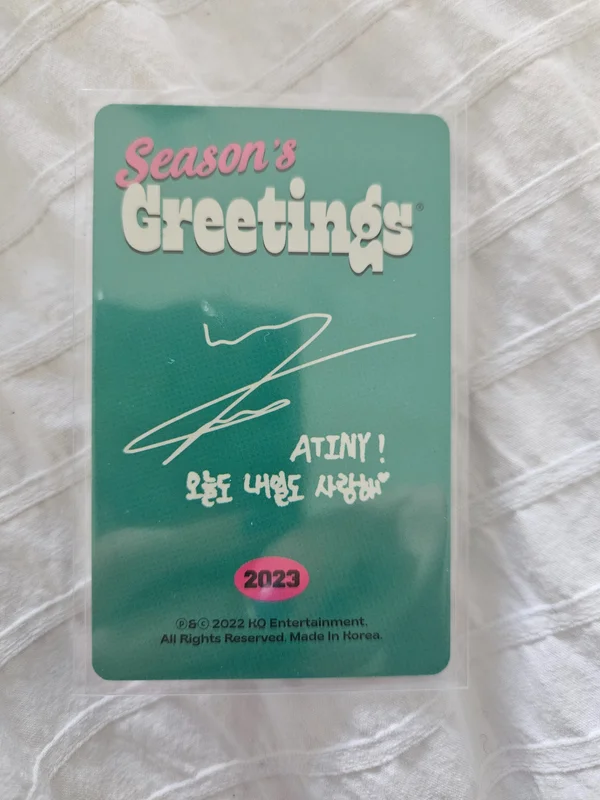 Season's
Greetings®
ATINY!
오늘도 내일도 사랑해♥
2023
Ⓟ&ⓒ 2022 KQ Entertainment.
All Rights Reserved. Made In Korea.